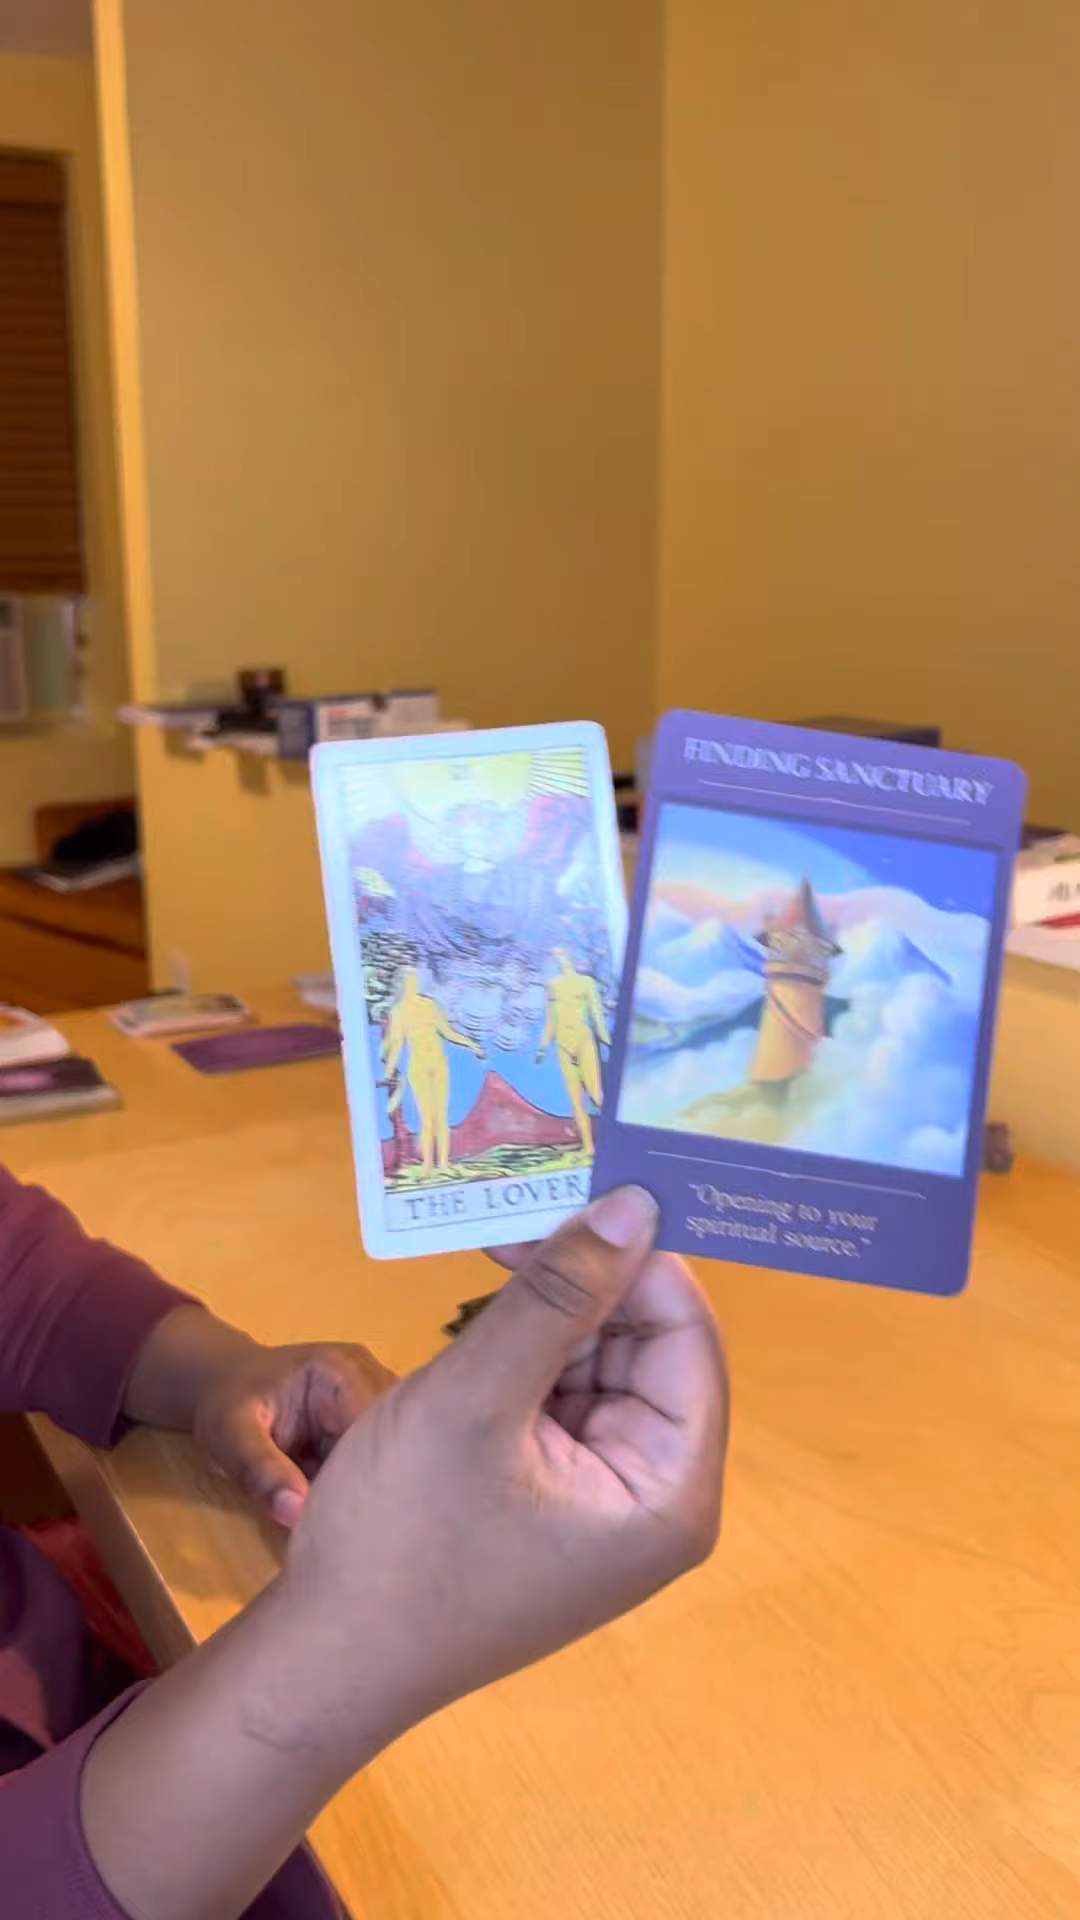 THE LOVER
FINDING SANCTUARY
"Opening to your
spiritual source."